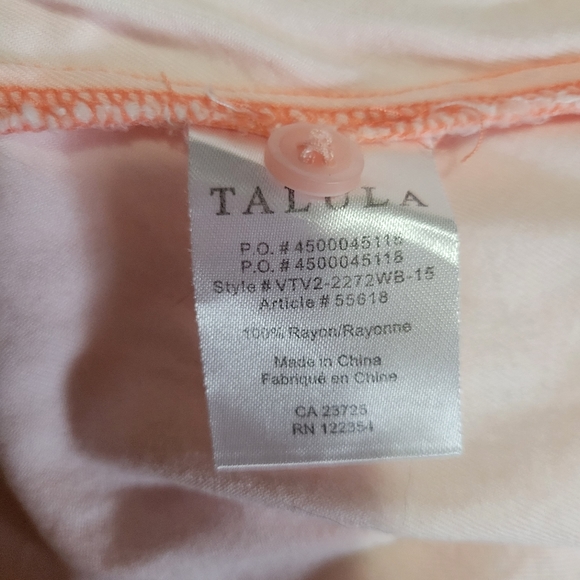 TALULA
P.O. # 4500045118
P.O. # 4500045118
Style # VTV2-2272WB-15
Article # 55618
100% Rayon/Rayonne
Made in China
Fabriqué en Chine
CA 23725
RN 122354